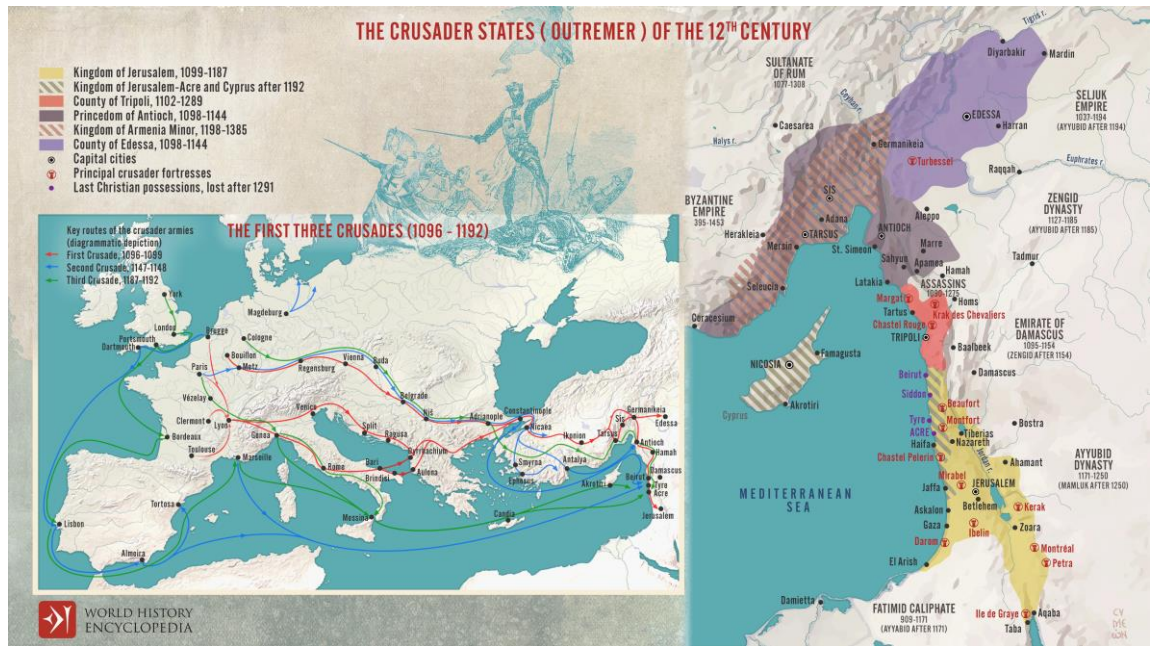 THE CRUSADER STATES ( OUTREMER ) OF THE 12TH CENTURY
Kingdom of Jerusalem, 1099-1187
Kingdom of Jerusalem-Acre and Cyprus after 1192
County of Tripoli, 1102-1289
Princedom of Antioch, 1098-1144
Kingdom of Armenia Minor, 1198-1385
County of Edessa, 1098-1144
Capital cities
Principal crusader fortresses
Last Christian possessions, lost after 1291
THE FIRST THREE CRUSADES (1096 - 1192)
Key routes of the crusader armies
(diagrammatic depiction)
First Crusade, 1096-1099
Second Crusade, 1147-1148
Third Crusade, 1187-1192
York
London
Portsmouth
Dartmouth
Brugge
Magdeburg
Cologne
Bouillon
Metz
Paris
Regensburg
Vienna
Buda
Vézelay
Clermont
Lyon
Venice
Genoa
Belgrade
Niš
Bordeaux
Toulouse
Marseille
Split
Ragusa
Rome
Bari
Brindisi
Dyrrachium
Aulona
Adrianople
Constantinople
Nicaea
Smyrna
Ephesus
Ikonion
Antalya
Tarsus
Sis
Germanikeia
Edessa
Antioch
Hamah
Damascus
Beirut
Tyre
Acre
Jerusalem
Akrotiri
Candia
Messina
Tortosa
Lisbon
Almeira
WORLD HISTORY
ENCYCLOPEDIA
Tigris r.
Diyarbakir
Mardin
SULTANATE
OF RUM
1077-1308
Ceyhan r.
SELJUK
EMPIRE
1037-1194
(AYYUBID AFTER 1194)
EDESSA
Harran
Caesarea
Halys r.
Germanikeia
Turbessel
Euphrates r.
Raqqah
BYZANTINE
EMPIRE
395-1453
SIS
Adana
TARSUS
Herakleia
Mersin
ANTIOCH
St. Simeon
Aleppo
ZENGID
DYNASTY
1127-1185
(AYYUBID AFTER 1185)
Marre
Sahyun
Apamea
Hamah
Tadmur
Seleucia
Latakia
ASSASSINS
1090-1275
Coracesium
Margat
Tartus
Homs
Krak des Chevaliers
Chastel Rouge
TRIPOLI
EMIRATE OF
DAMASCUS
1095-1154
(ZENGID AFTER 1154)
Baalbeek
Damascus
NICOSIA
Famagusta
Cyprus
Akrotiri
Beirut
Siddon
Beaufort
Tyre
Montfort
ACRE
Tiberias
Haifa
Nazareth
Bostra
Chastel Pelerin
Jordan r.
Ahamant
AYYUBID
DYNASTY
1171-1250
(MAMLUK AFTER 1250)
Mirabel
JERUSALEM
MEDITERRANEAN
SEA
Jaffa
Betlehem
Askalon
Kerak
Gaza
Ibelin
Zoara
Darom
Montréal
Petra
El Arish
Damietta
FATIMID CALIPHATE
909-1171
(AYYABID AFTER 1171)
Ile de Graye
Aqaba
Taba